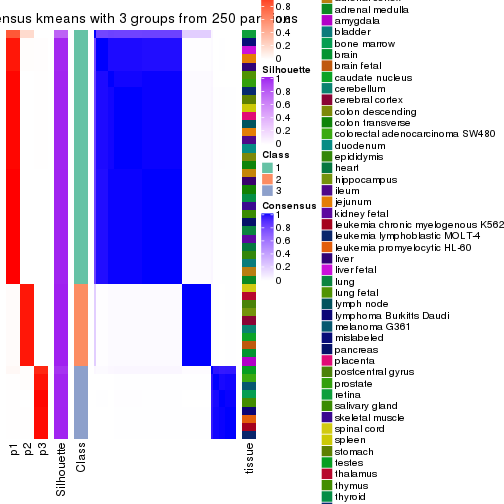 nsus kmeans with 3 groups from 250 par
0.8
0.6
0.4
0.2
0
Silhouette
1
0.8
0.6
0.4
0.2
0
Class
1
2
3
Consensus
1
0.8
0.6
0.4
0.2
0
p1
p2
p3
Silhouette
Class
tissue
adrenal medulla
amygdala
bladder
bone marrow
brain
brain fetal
caudate nucleus
cerebellum
cerebral cortex
colon descending
colon transverse
colorectal adenocarcinoma SW480
duodenum
epididymis
heart
hippocampus
ileum
jejunum
kidney fetal
leukemia chronic myelogenous K562
leukemia lymphoblastic MOLT-4
leukemia promyelocytic HL-60
liver
liver fetal
lung
lung fetal
lymph node
lymphoma Burkitts Daudi
melanoma G361
mislabeled
pancreas
placenta
postcentral gyrus
prostate
retina
salivary gland
skeletal muscle
spinal cord
spleen
stomach
testes
thalamus
thymus
thyroid